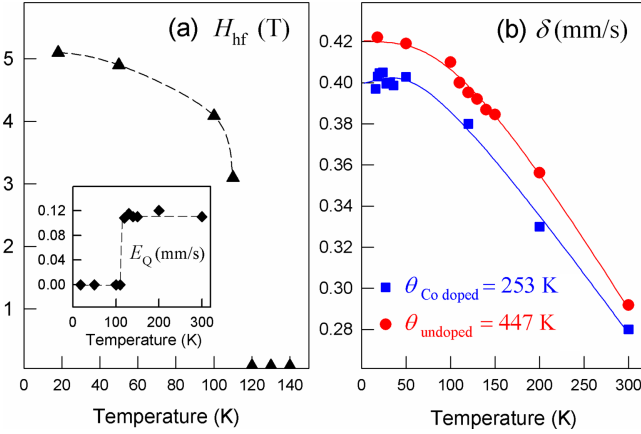 (a) H_hf (T)
5
4
3
2
1
0.12
0.08
0.04
0.00
E_Q (mm/s)
0 100 200 300
Temperature (K)
0 20 40 60 80 100 120 140
Temperature (K)
(b) δ (mm/s)
0.42
0.40
0.38
0.36
0.34
0.32
0.30
0.28
θ_Co doped = 253 K
θ_undoped = 447 K
0 50 100 150 200 250 300
Temperature (K)